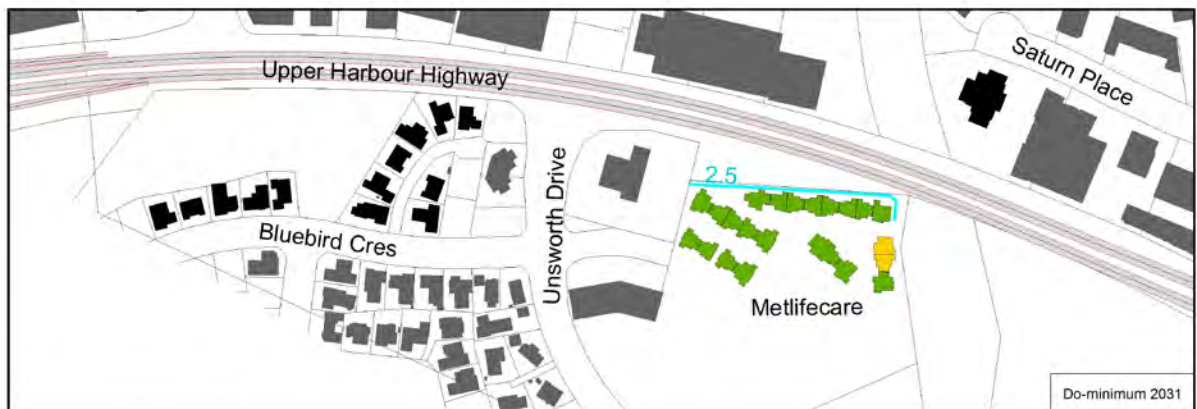 Upper Harbour Highway
Saturn Place
Unsworth Drive
2.5
Bluebird Cres
Metlifecare
Do-minimum 2031